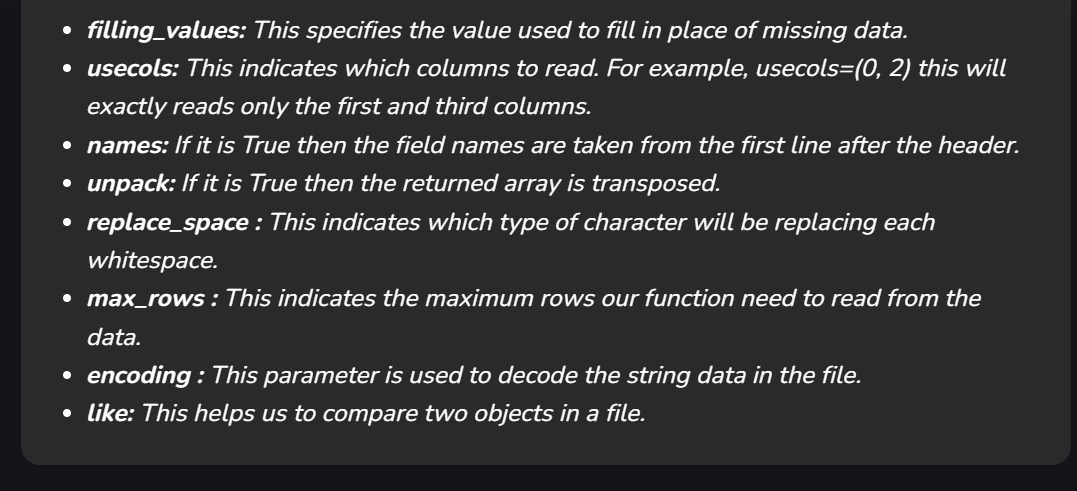 • filling_values: This specifies the value used to fill in place of missing data.
• usecols: This indicates which columns to read. For example, usecols=(0, 2) this will
exactly reads only the first and third columns.
• names: If it is True then the field names are taken from the first line after the header.
• unpack: If it is True then the returned array is transposed.
• replace_space : This indicates which type of character will be replacing each
whitespace.
• max_rows : This indicates the maximum rows our function need to read from the
data.
• encoding : This parameter is used to decode the string data in the file.
• like: This helps us to compare two objects in a file.